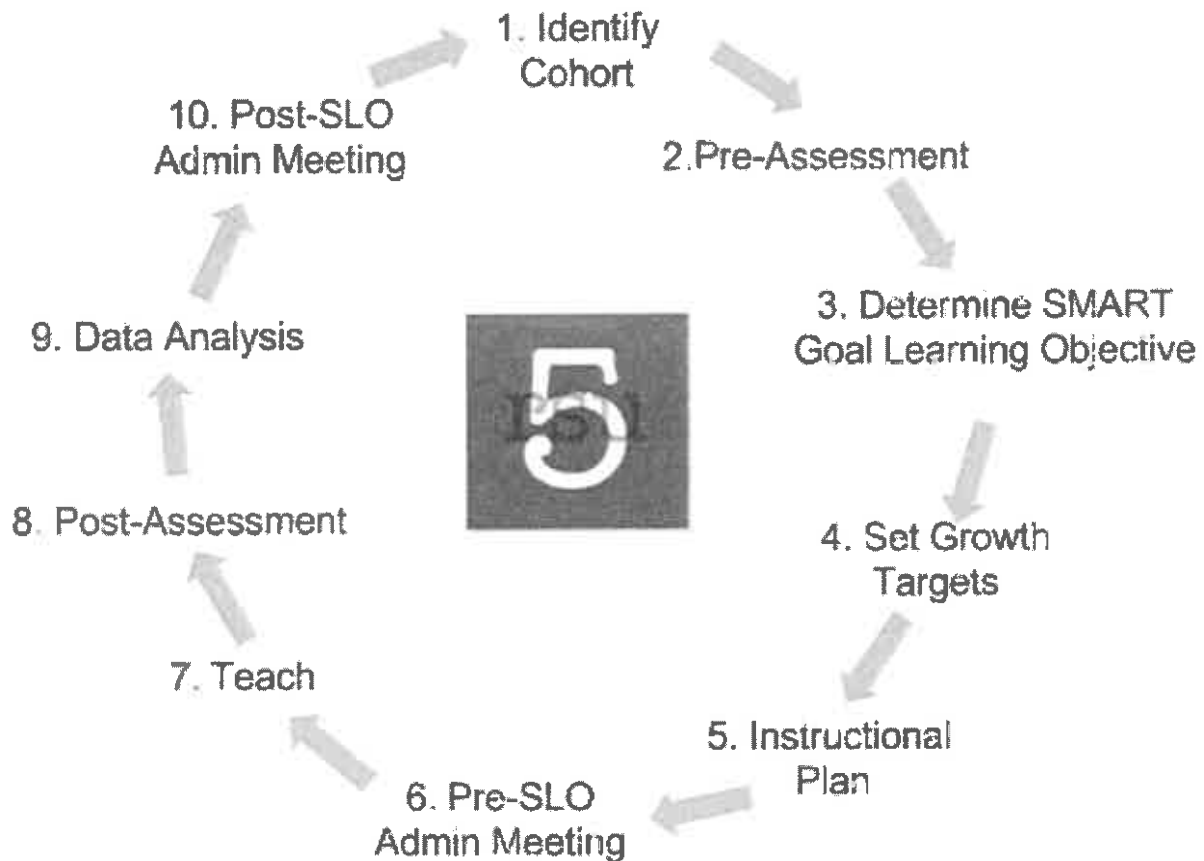 1. Identify
Cohort
2.Pre-Assessment
3. Determine SMART
Goal Learning Objective
4. Set Growth
Targets
5. Instructional
Plan
6. Pre-SLO
Admin Meeting
7. Teach
8. Post-Assessment
9. Data Analysis
10. Post-SLO
Admin Meeting
5